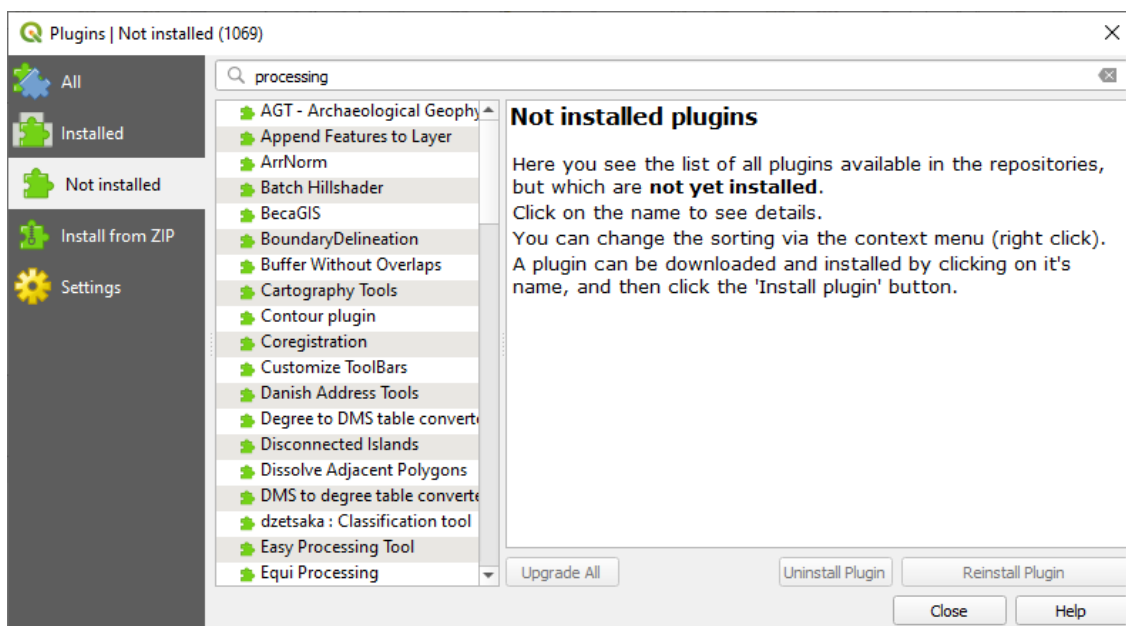 Plugins | Not installed (1069)
All
Installed
Not installed
Install from ZIP
Settings
processing
AGT - Archaeological Geophy
Append Features to Layer
ArrNorm
Batch Hillshader
BecaGIS
BoundaryDelineation
Buffer Without Overlaps
Cartography Tools
Contour plugin
Coregistration
Customize ToolBars
Danish Address Tools
Degree to DMS table converte
Disconnected Islands
Dissolve Adjacent Polygons
DMS to degree table converte
dzetsaka : Classification tool
Easy Processing Tool
Equi Processing
Not installed plugins
Here you see the list of all plugins available in the repositories,
but which are not yet installed.
Click on the name to see details.
You can change the sorting via the context menu (right click).
A plugin can be downloaded and installed by clicking on it's
name, and then click the 'Install plugin' button.
Upgrade All
Uninstall Plugin
Reinstall Plugin
Close
Help